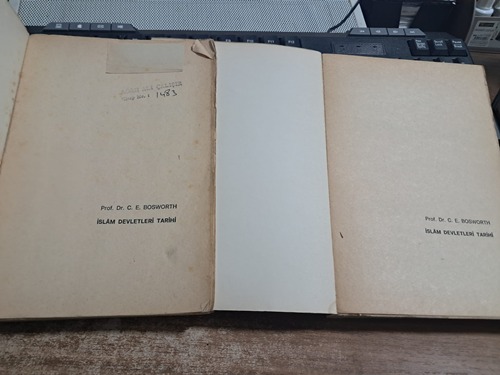 1483
Prof. Dr. C. E. BOSWORTH
İSLÂM DEVLETLERİ TARİHİ
Prof. Dr. C. E. BOSWORTH
İSLÂM DEVLETLERİ TARİHİ